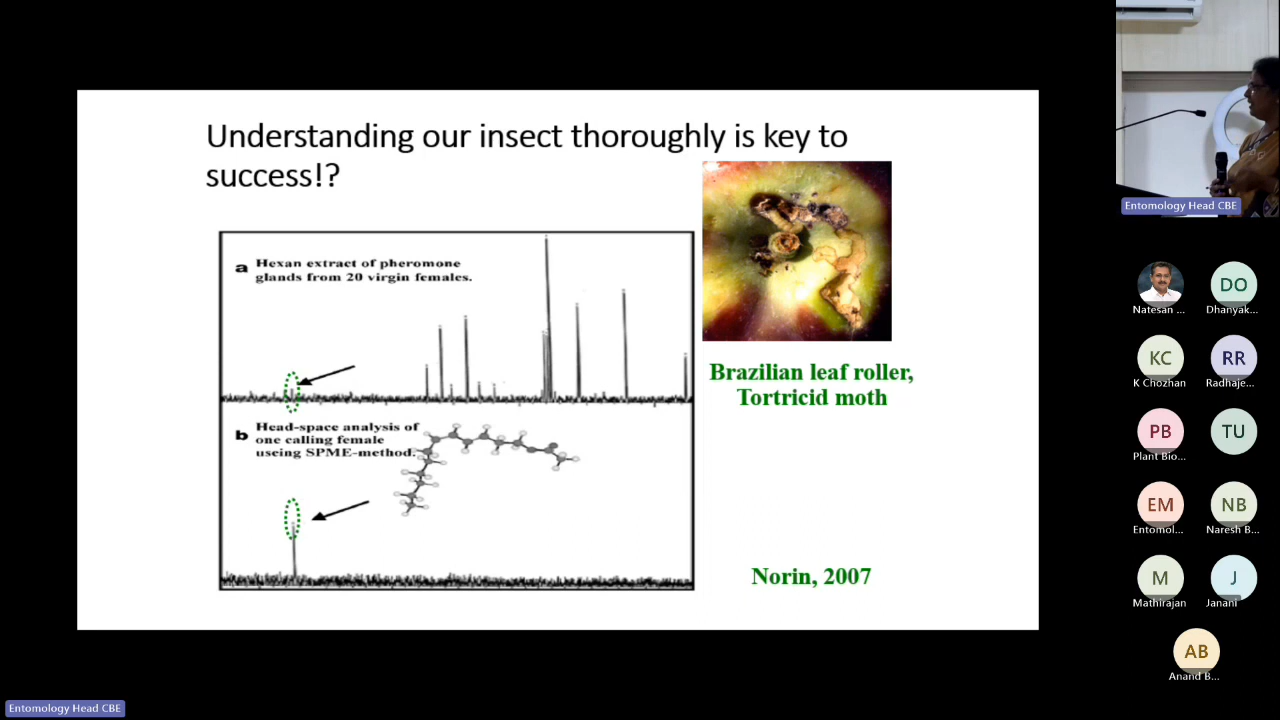 Understanding our insect thoroughly is key to
success!?
a Hexan extract of pheromone
glands from 20 virgin females.
b Head-space analysis of
one calling female
useing SPME-method.
Brazilian leaf roller,
Tortricid moth
Norin, 2007
Entomology Head CBE
Natesan ...
DO
Dhanyak...
KC
K Chozhan
RR
Radhaje...
PB
Plant Bio...
TU
EM
Entomol...
NB
Naresh B...
M
Mathirajan
J
Janani
AB
Anand B...
Entomology Head CBE